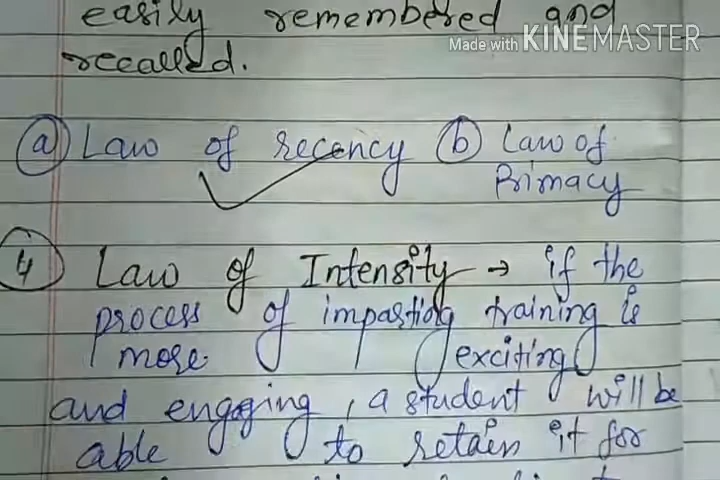 easily remembered and
Made with KINEMASTER
recalled.
(a) Law of recency (b) Law of
Primacy
(4) Law of Intensity → if the
process of imparting training is
more exciting
and engaging, a student will be
able to retain it for